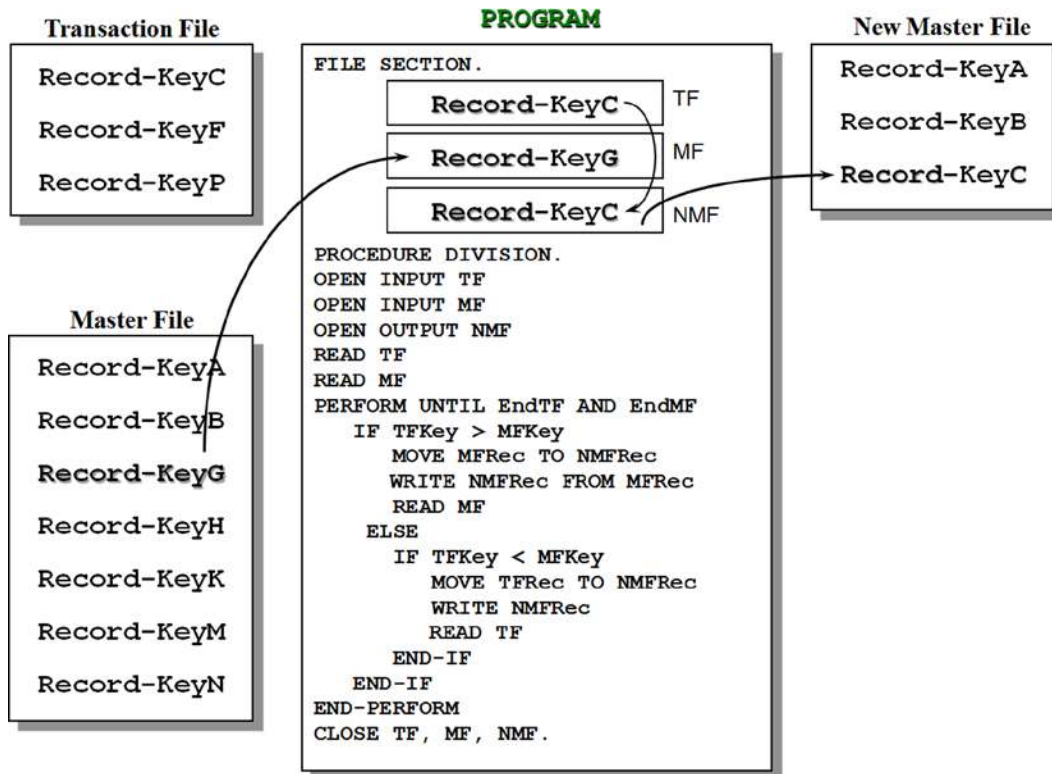 Transaction File
Record-KeyC
Record-KeyF
Record-KeyP
Master File
Record-KeyA
Record-KeyB
Record-KeyG
Record-KeyH
Record-KeyK
Record-KeyM
Record-KeyN
PROGRAM
FILE SECTION.
Record-KeyC TF
Record-KeyG MF
Record-KeyC NMF
PROCEDURE DIVISION.
OPEN INPUT TF
OPEN INPUT MF
OPEN OUTPUT NMF
READ TF
READ MF
PERFORM UNTIL EndTF AND EndMF
IF TFKey > MFKey
MOVE MFRec TO NMFRec
WRITE NMFRec FROM MFRec
READ MF
ELSE
IF TFKey < MFKey
MOVE TFRec TO NMFRec
WRITE NMFRec
READ TF
END-IF
END-IF
END-PERFORM
CLOSE TF, MF, NMF.
New Master File
Record-KeyA
Record-KeyB
Record-KeyC